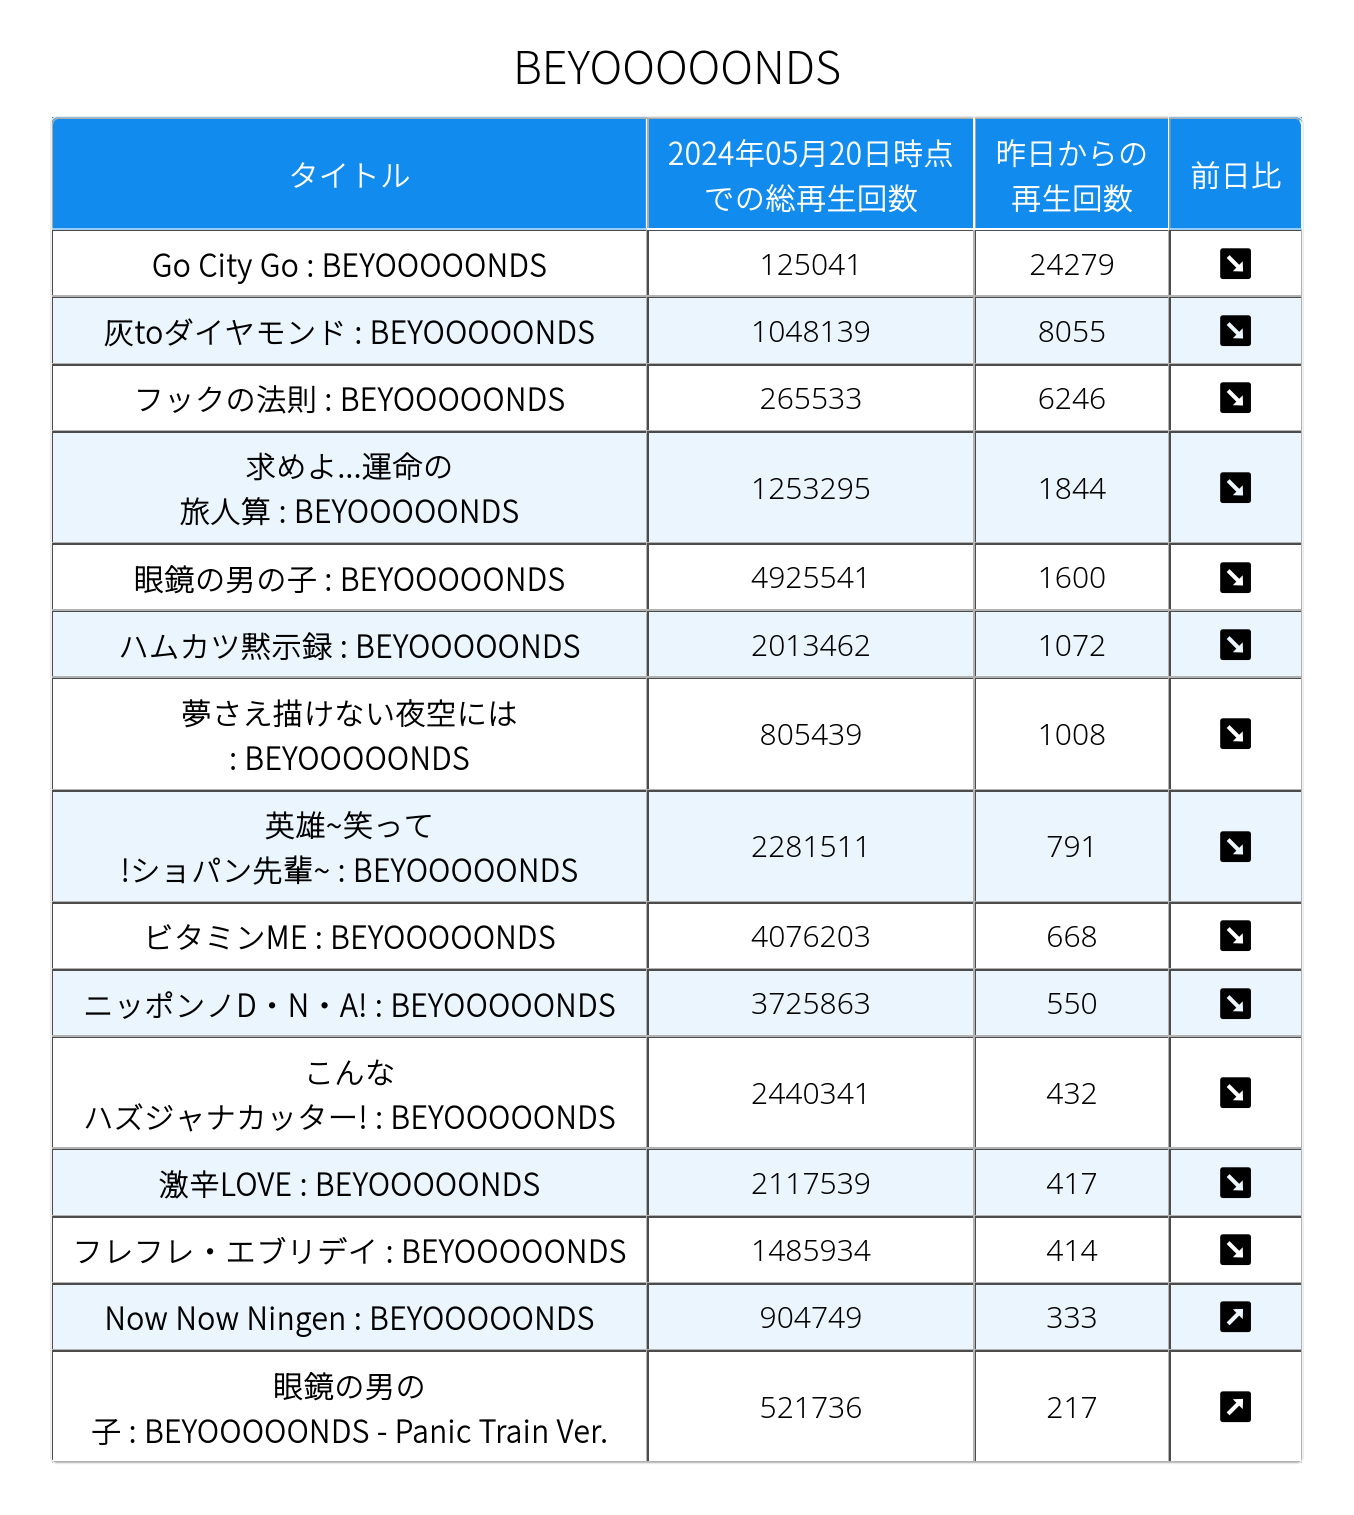 BEYOOOOONDS
タイトル
2024年05月20日時点
での総再生回数
昨日からの
再生回数
前日比
Go City Go : BEYOOOOONDS
125041
24279
灰toダイヤモンド : BEYOOOOONDS
1048139
8055
フックの法則 : BEYOOOOONDS
265533
6246
求めよ...運命の
旅人算 : BEYOOOOONDS
1253295
1844
眼鏡の男の子 : BEYOOOOONDS
4925541
1600
ハムカツ黙示録 : BEYOOOOONDS
2013462
1072
夢さえ描けない夜空には
: BEYOOOOONDS
805439
1008
英雄~笑って
!ショパン先輩~ : BEYOOOOONDS
2281511
791
ビタミンME : BEYOOOOONDS
4076203
668
ニッポンノD・N・A! : BEYOOOOONDS
3725863
550
こんな
ハズジャナカッター! : BEYOOOOONDS
2440341
432
激辛LOVE : BEYOOOOONDS
2117539
417
フレフレ・エブリデイ : BEYOOOOONDS
1485934
414
Now Now Ningen : BEYOOOOONDS
904749
333
眼鏡の男の
子 : BEYOOOOONDS - Panic Train Ver.
521736
217